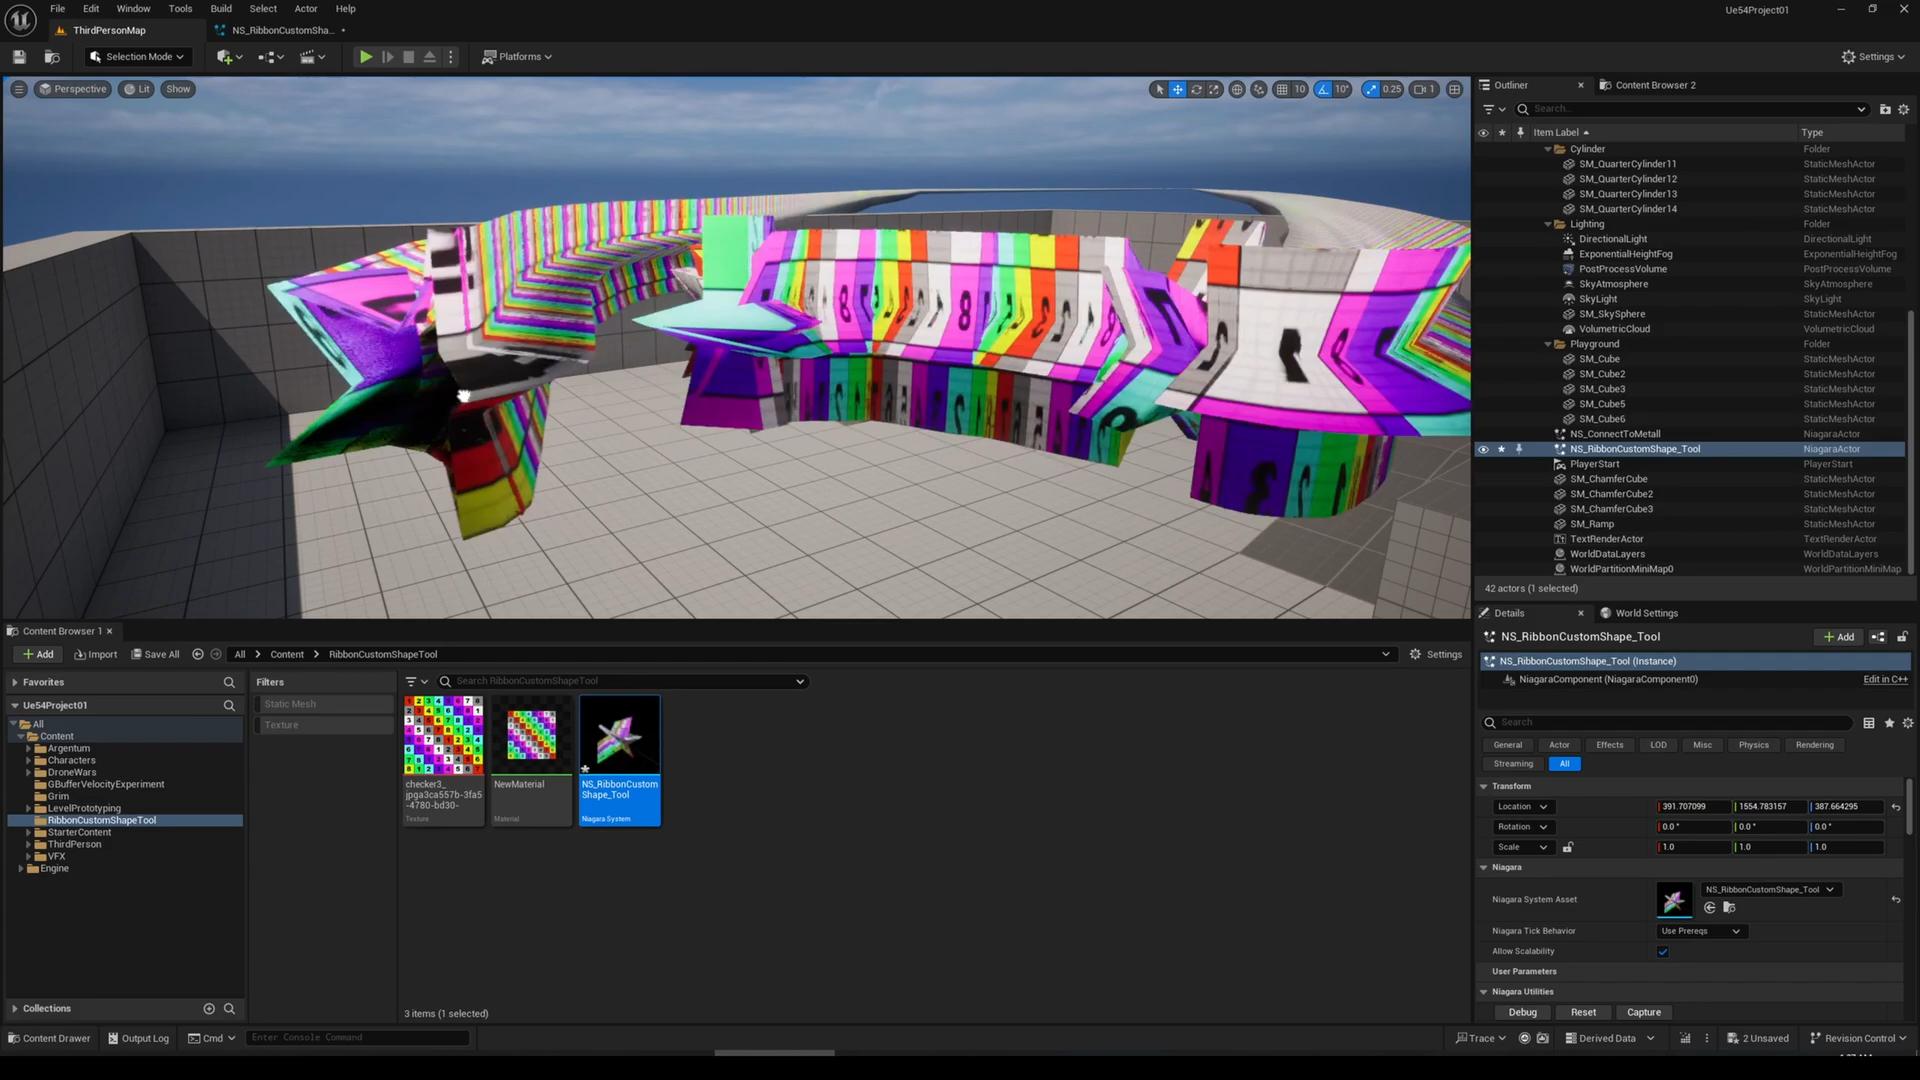 File Edit Window Tools Build Select Actor Help
Ue54Project01
ThirdPersonMap
NS_RibbonCustomSha...
Selection Mode
Platforms
Settings
Perspective
Lit
Show
10
10°
0.25
1
Outliner
Content Browser 2
Search...
Item Label
Type
Cylinder Folder
SM_QuarterCylinder11 StaticMeshActor
SM_QuarterCylinder12 StaticMeshActor
SM_QuarterCylinder13 StaticMeshActor
SM_QuarterCylinder14 StaticMeshActor
Lighting Folder
DirectionalLight DirectionalLight
ExponentialHeightFog ExponentialHeightFog
PostProcessVolume PostProcessVolume
SkyAtmosphere SkyAtmosphere
SkyLight SkyLight
SM_SkySphere StaticMeshActor
VolumetricCloud VolumetricCloud
Playground Folder
SM_Cube StaticMeshActor
SM_Cube2 StaticMeshActor
SM_Cube3 StaticMeshActor
SM_Cube5 StaticMeshActor
SM_Cube6 StaticMeshActor
NS_ConnectToMetall NiagaraActor
NS_RibbonCustomShape_Tool NiagaraActor
PlayerStart PlayerStart
SM_ChamferCube StaticMeshActor
SM_ChamferCube2 StaticMeshActor
SM_ChamferCube3 StaticMeshActor
SM_Ramp StaticMeshActor
TextRenderActor TextRenderActor
WorldDataLayers WorldDataLayers
WorldPartitionMiniMap0 WorldPartitionMiniMap
42 actors (1 selected)
Details
World Settings
NS_RibbonCustomShape_Tool
Add
NS_RibbonCustomShape_Tool (Instance)
NiagaraComponent (NiagaraComponent0)
Edit in C++
Search
General Actor Effects LOD Misc Physics Rendering
Streaming All
Transform
Location 391.707099 1554.783157 387.664295
Rotation 0.0° 0.0° 0.0°
Scale 1.0 1.0 1.0
Niagara
Niagara System Asset
NS_RibbonCustomShape_Tool
Niagara Tick Behavior
Use Prereqs
Allow Scalability
User Parameters
Niagara Utilities
Debug Reset Capture
Content Browser 1
Add
Import
Save All
All
Content
RibbonCustomShapeTool
Settings
Favorites
Ue54Project01
All
Content
Argentum
Characters
DroneWars
GBufferVelocityExperiment
Grim
LevelPrototyping
RibbonCustomShapeTool
StarterContent
ThirdPerson
VFX
Engine
Collections
Filters
Static Mesh
Texture
Search RibbonCustomShapeTool
checker3_
jpga3ca557b-3fa5
-4780-bd30-
Texture
NewMaterial
Material
NS_RibbonCustom
Shape_Tool
Niagara System
3 items (1 selected)
Content Drawer
Output Log
Cmd
Enter Console Command
Trace
Derived Data
2 Unsaved
Revision Control